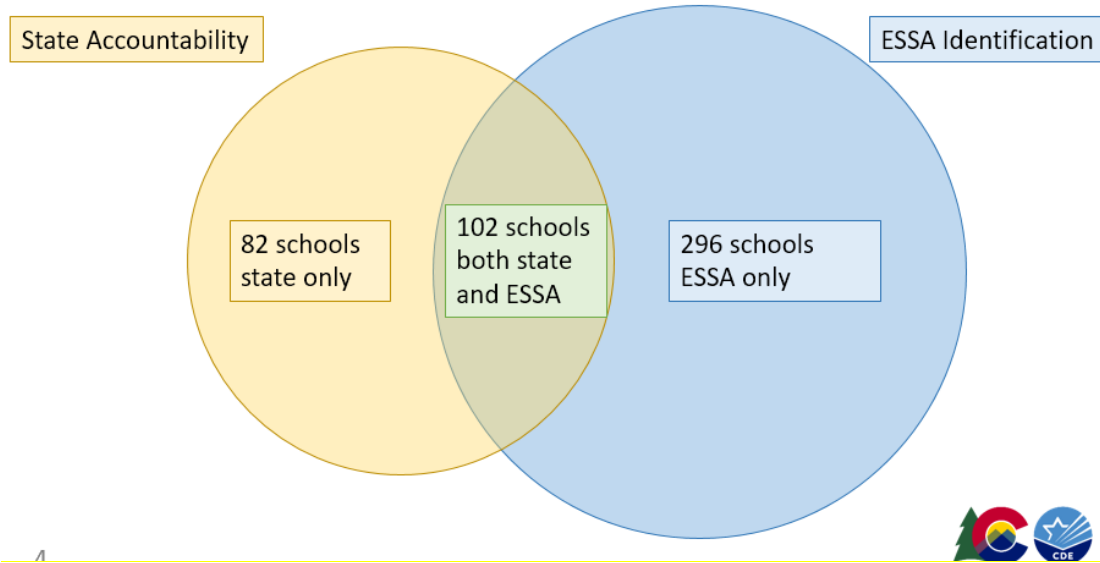 State Accountability
ESSA Identification
82 schools
state only
102 schools
both state
and ESSA
296 schools
ESSA only
4
CDE